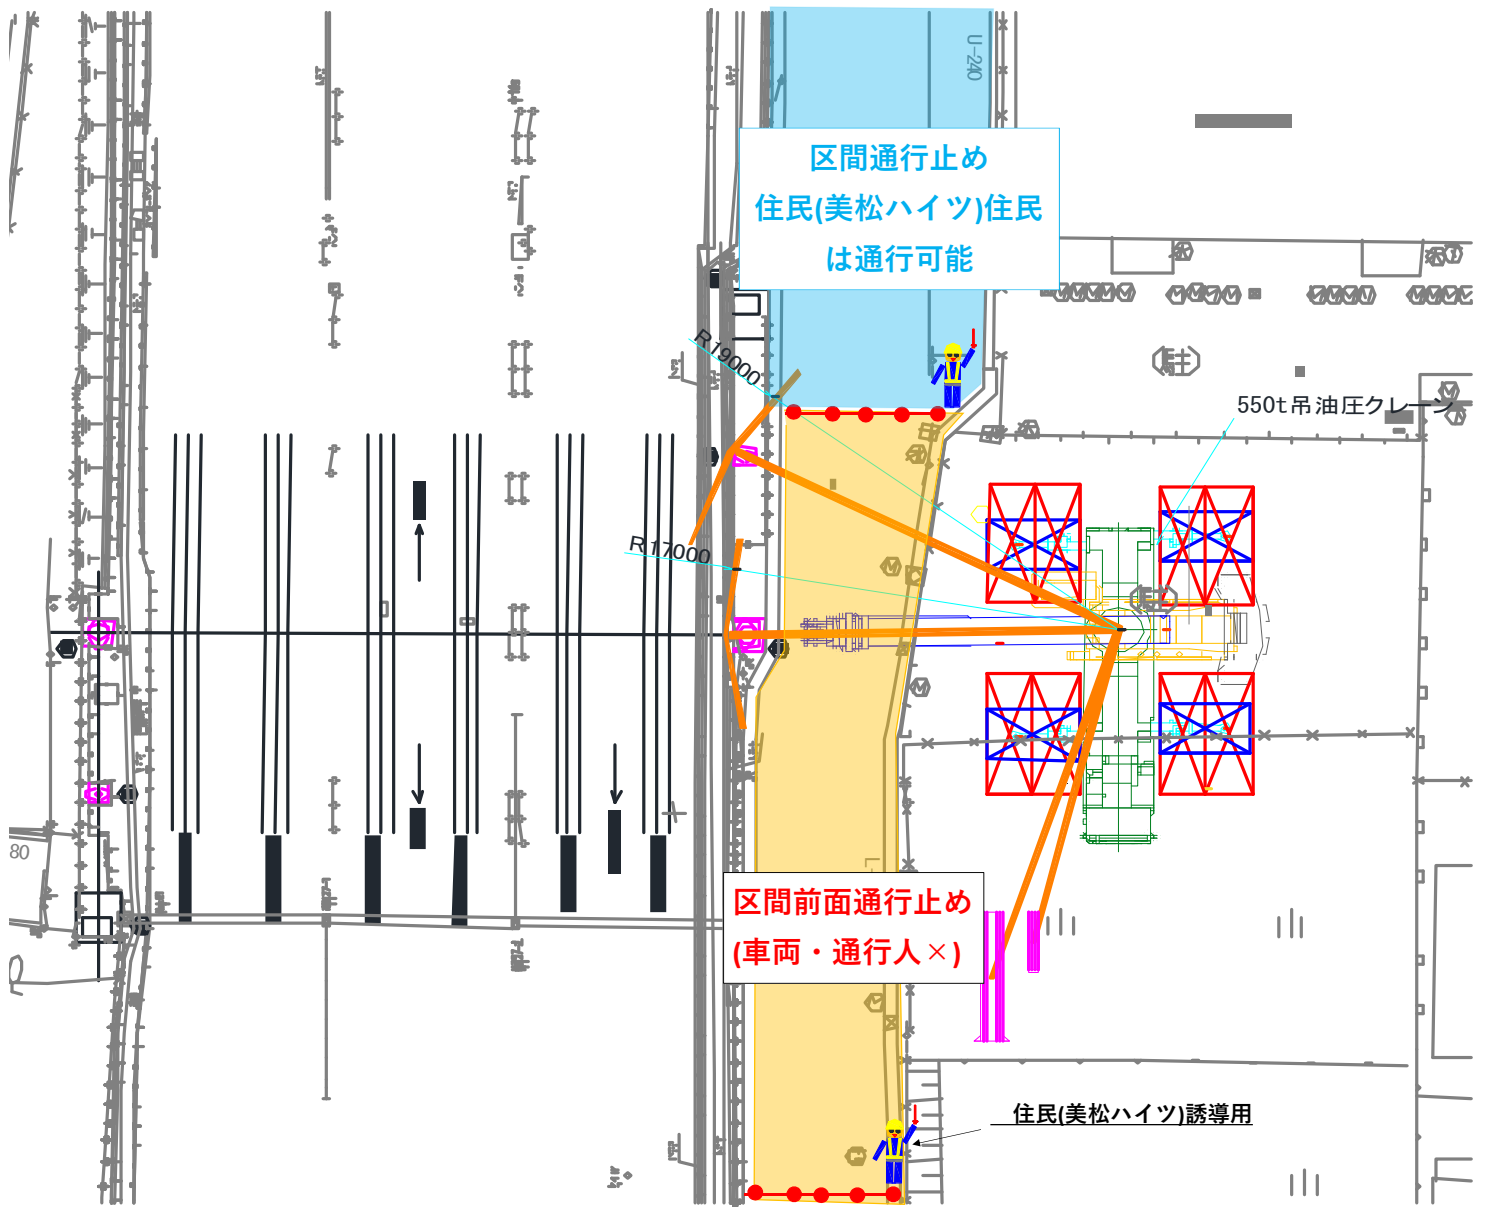 U-240
区間通行止め
住民(美松ハイツ)住民
は通行可能
R19000
550t吊油圧クレーン
R17000
80
区間前面通行止め
(車両・通行人×)
住民(美松ハイツ)誘導用